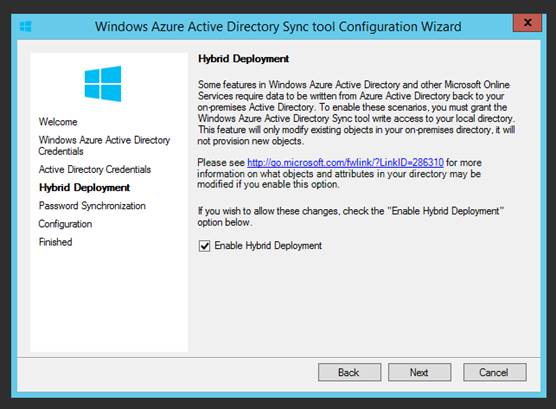 Windows Azure Active Directory Sync tool Configuration Wizard
x
Welcome
Windows Azure Active Directory
Credentials
Active Directory Credentials
Hybrid Deployment
Password Synchronization
Configuration
Finished
Hybrid Deployment
Some features in Windows Azure Active Directory and other Microsoft Online
Services require data to be written from Azure Active Directory back to your
on-premises Active Directory. To enable these scenarios, you must grant the
Windows Azure Active Directory Sync tool write access to your local directory.
This feature will only modify existing objects in your on-premises directory, it will
not provision new objects.
Please see http://go.microsoft.com/fwlink/?LinkID=286310 for more
information on what objects and attributes in your directory may be
modified if you enable this option.
If you wish to allow these changes, check the "Enable Hybrid Deployment"
option below.
Enable Hybrid Deployment
Back
Next
Cancel